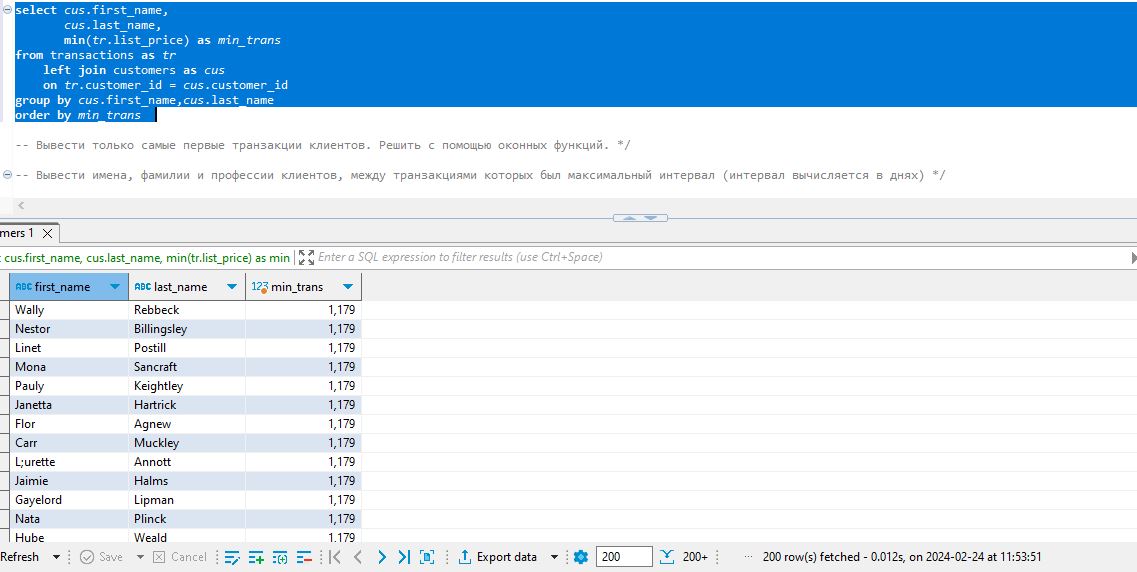 select cus.first_name,
cus.last_name,
min(tr.list_price) as min_trans
from transactions as tr
left join customers as cus
on tr.customer_id = cus.customer_id
group by cus.first_name,cus.last_name
order by min_trans
-- Вывести только самые первые транзакции клиентов. Решить с помощью оконных функций. */
-- Вывести имена, фамилии и профессии клиентов, между транзакциями которых был максимальный интервал (интервал вычисляется в днях) */
mers 1
cus.first_name, cus.last_name, min(tr.list_price) as min Enter a SQL expression to filter results (use Ctrl+Space)
ABC first_name ABC last_name 123 min_trans
Wally Rebbeck 1,179
Nestor Billingsley 1,179
Linet Postill 1,179
Mona Sancraft 1,179
Pauly Keightley 1,179
Janetta Hartrick 1,179
Flor Agnew 1,179
Carr Muckley 1,179
L;urette Annott 1,179
Jaimie Halms 1,179
Gayelord Lipman 1,179
Nata Plinck 1,179
Hube Weald 1,179
Refresh Save Cancel Export data 200 200+ ... 200 row(s) fetched - 0.012s, on 2024-02-24 at 11:53:51